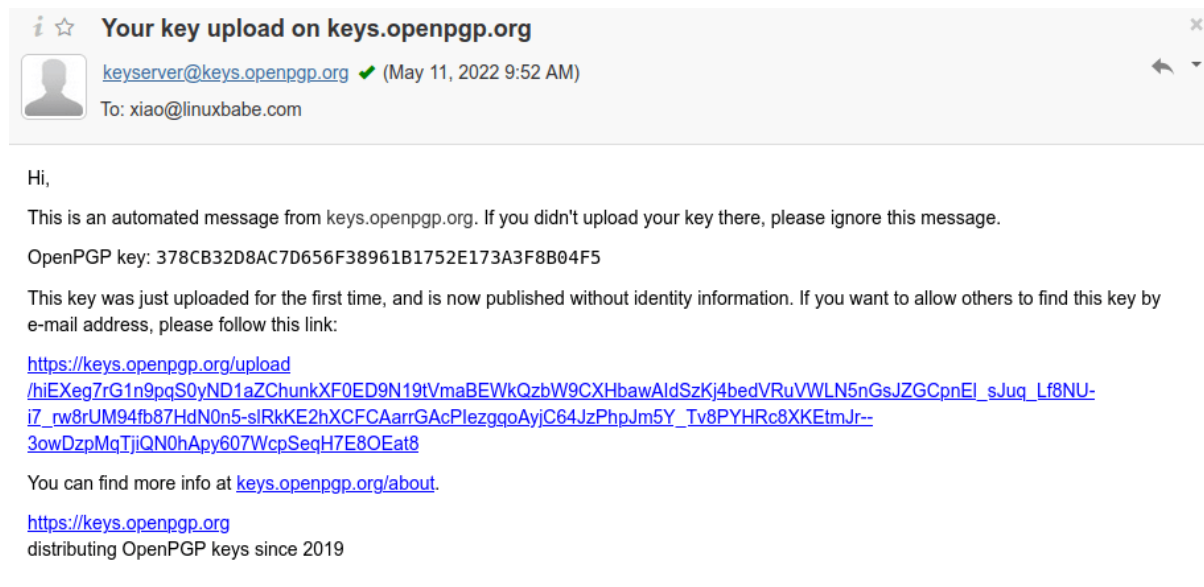 Your key upload on keys.openpgp.org
keyserver@keys.openpgp.org ✔ (May 11, 2022 9:52 AM)
To: xiao@linuxbabe.com
Hi,
This is an automated message from keys.openpgp.org. If you didn't upload your key there, please ignore this message.
OpenPGP key: 378CB32D8AC7D656F38961B1752E173A3F8B04F5
This key was just uploaded for the first time, and is now published without identity information. If you want to allow others to find this key by
e-mail address, please follow this link:
https://keys.openpgp.org/upload
/hiEXeg7rG1n9pqS0yND1aZChunkXF0ED9N19tVmaBEWkQzbW9CXHbawAIdSzKj4bedVRuVWLN5nGsJZGCpnEl_sJuq_Lf8NU-
i7_rw8rUM94fb87HdN0n5-slRkKE2hXCFCAarrGAcPIezgqoAyjC64JzPhpJm5Y_Tv8PYHRc8XKEtmJr--
3owDzpMqTjiQN0hApy607WcpSeqH7E8OEat8
You can find more info at keys.openpgp.org/about.
https://keys.openpgp.org
distributing OpenPGP keys since 2019